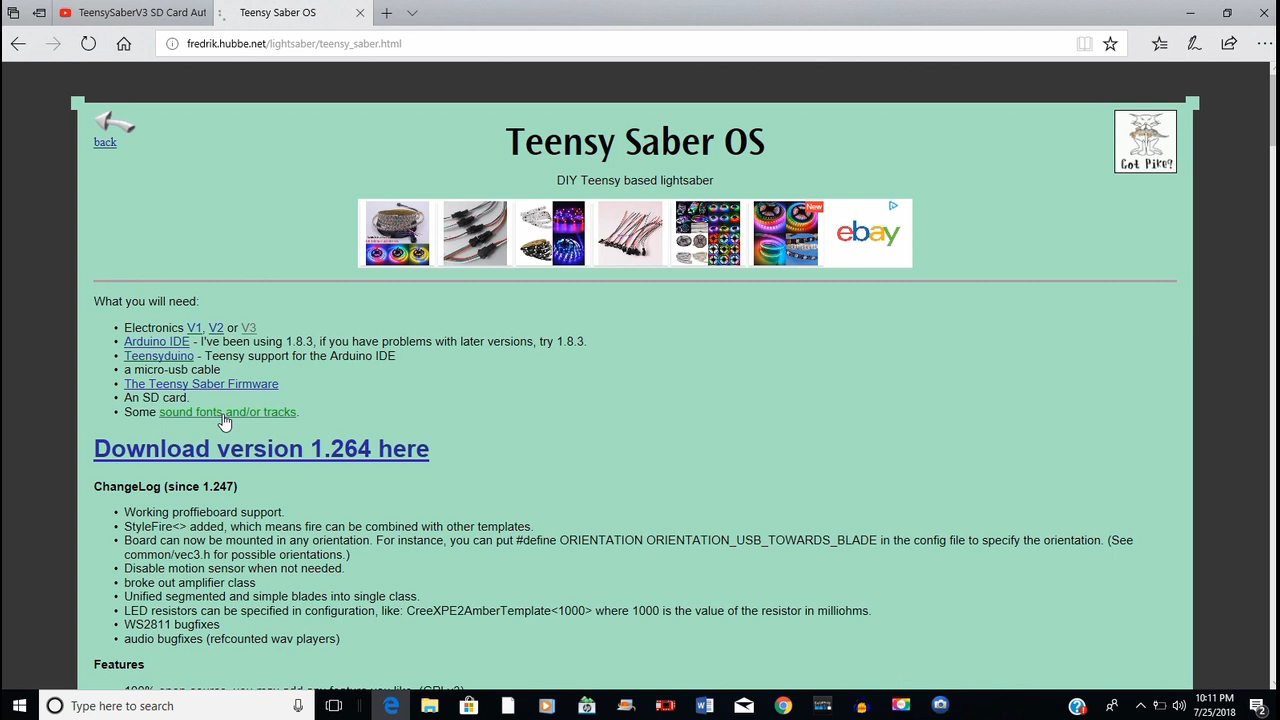 TeensySaberV3 SD Card Aut
Teensy Saber OS
fredrik.hubbe.net/lightsaber/teensy_saber.html
back
Teensy Saber OS
Got Pike?
DIY Teensy based lightsaber
New
ebay
What you will need:
• Electronics V1, V2 or V3
• Arduino IDE - I've been using 1.8.3, if you have problems with later versions, try 1.8.3.
• Teensyduino - Teensy support for the Arduino IDE
• a micro-usb cable
• The Teensy Saber Firmware
• An SD card.
• Some sound fonts and/or tracks.
Download version 1.264 here
ChangeLog (since 1.247)
• Working proffieboard support.
• StyleFire<> added, which means fire can be combined with other templates.
• Board can now be mounted in any orientation. For instance, you can put #define ORIENTATION ORIENTATION_USB_TOWARDS_BLADE in the config file to specify the orientation. (See
common/vec3.h for possible orientations.)
• Disable motion sensor when not needed.
• broke out amplifier class
• Unified segmented and simple blades into single class.
• LED resistors can be specified in configuration, like: CreeXPE2AmberTemplate<1000> where 1000 is the value of the resistor in milliohms.
• WS2811 bugfixes
• audio bugfixes (refcounted wav players)
Features
Type here to search
10:11 PM
7/25/2018
2